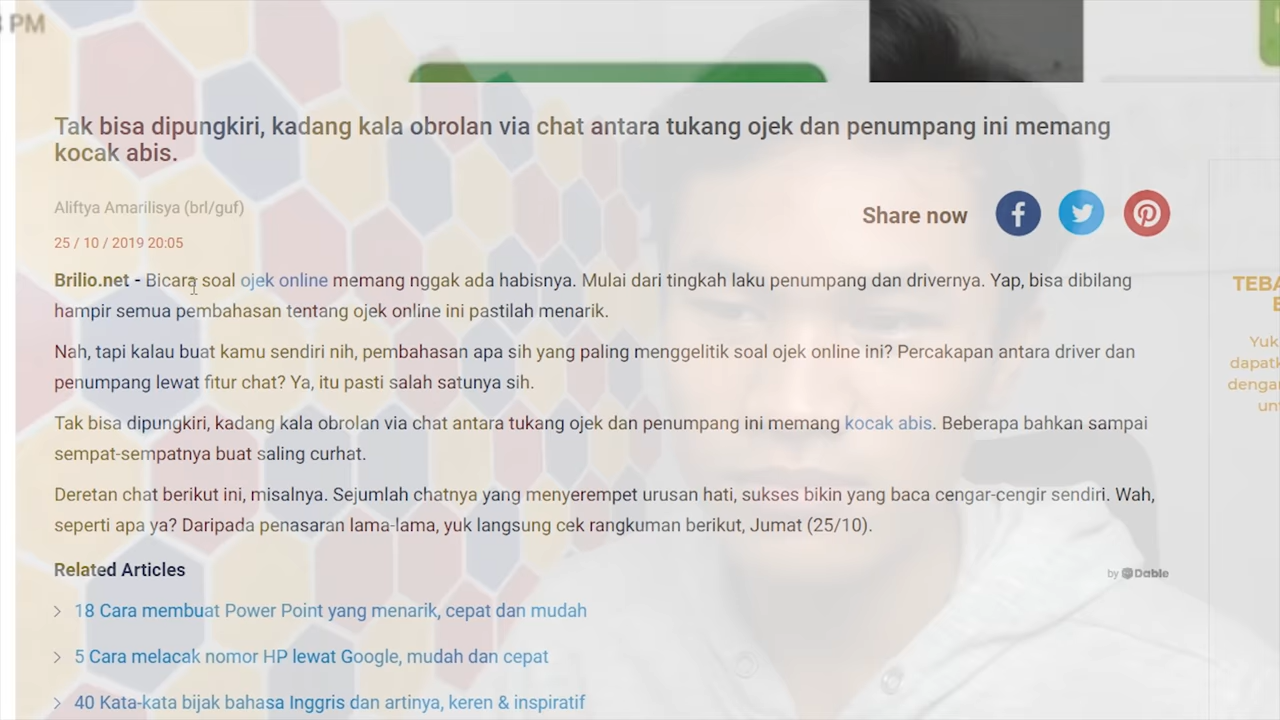 PM
Tak bisa dipungkiri, kadang kala obrolan via chat antara tukang ojek dan penumpang ini memang
kocak abis.
Aliftya Amarilisya (brl/guf)
Share now
25 / 10 / 2019 20:05
Brilio.net - Bicara soal ojek online memang nggak ada habisnya. Mulai dari tingkah laku penumpang dan drivernya. Yap, bisa dibilang
hampir semua pembahasan tentang ojek online ini pastilah menarik.
Nah, tapi kalau buat kamu sendiri nih, pembahasan apa sih yang paling menggelitik soal ojek online ini? Percakapan antara driver dan
penumpang lewat fitur chat? Ya, itu pasti salah satunya sih.
Tak bisa dipungkiri, kadang kala obrolan via chat antara tukang ojek dan penumpang ini memang kocak abis. Beberapa bahkan sampai
sempat-sempatnya buat saling curhat.
Deretan chat berikut ini, misalnya. Sejumlah chatnya yang menyerempet urusan hati, sukses bikin yang baca cengar-cengir sendiri. Wah,
seperti apa ya? Daripada penasaran lama-lama, yuk langsung cek rangkuman berikut, Jumat (25/10).
Related Articles
by Dable
18 Cara membuat Power Point yang menarik, cepat dan mudah
5 Cara melacak nomor HP lewat Google, mudah dan cepat
40 Kata-kata bijak bahasa Inggris dan artinya, keren & inspiratif
TEBA
Yuk
dapatk
dengan